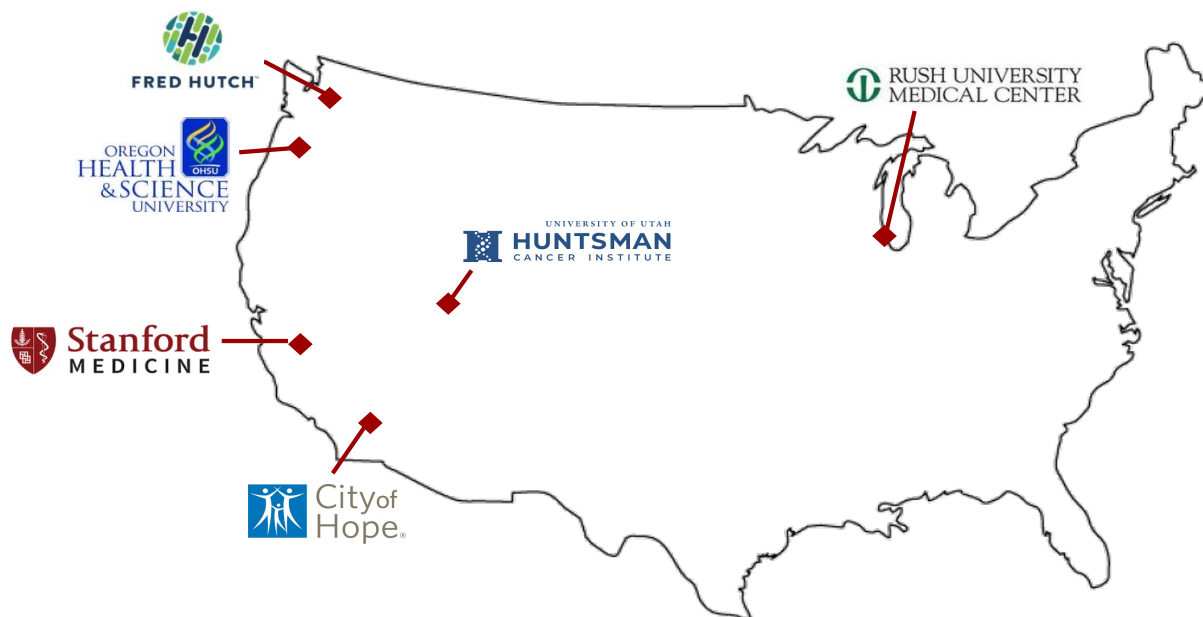 FRED HUTCH™
OREGON
HEALTH
& SCIENCE
UNIVERSITY
OHSU
RUSH UNIVERSITY
MEDICAL CENTER
UNIVERSITY OF UTAH
HUNTSMAN
CANCER INSTITUTE
Stanford
MEDICINE
City of
Hope®